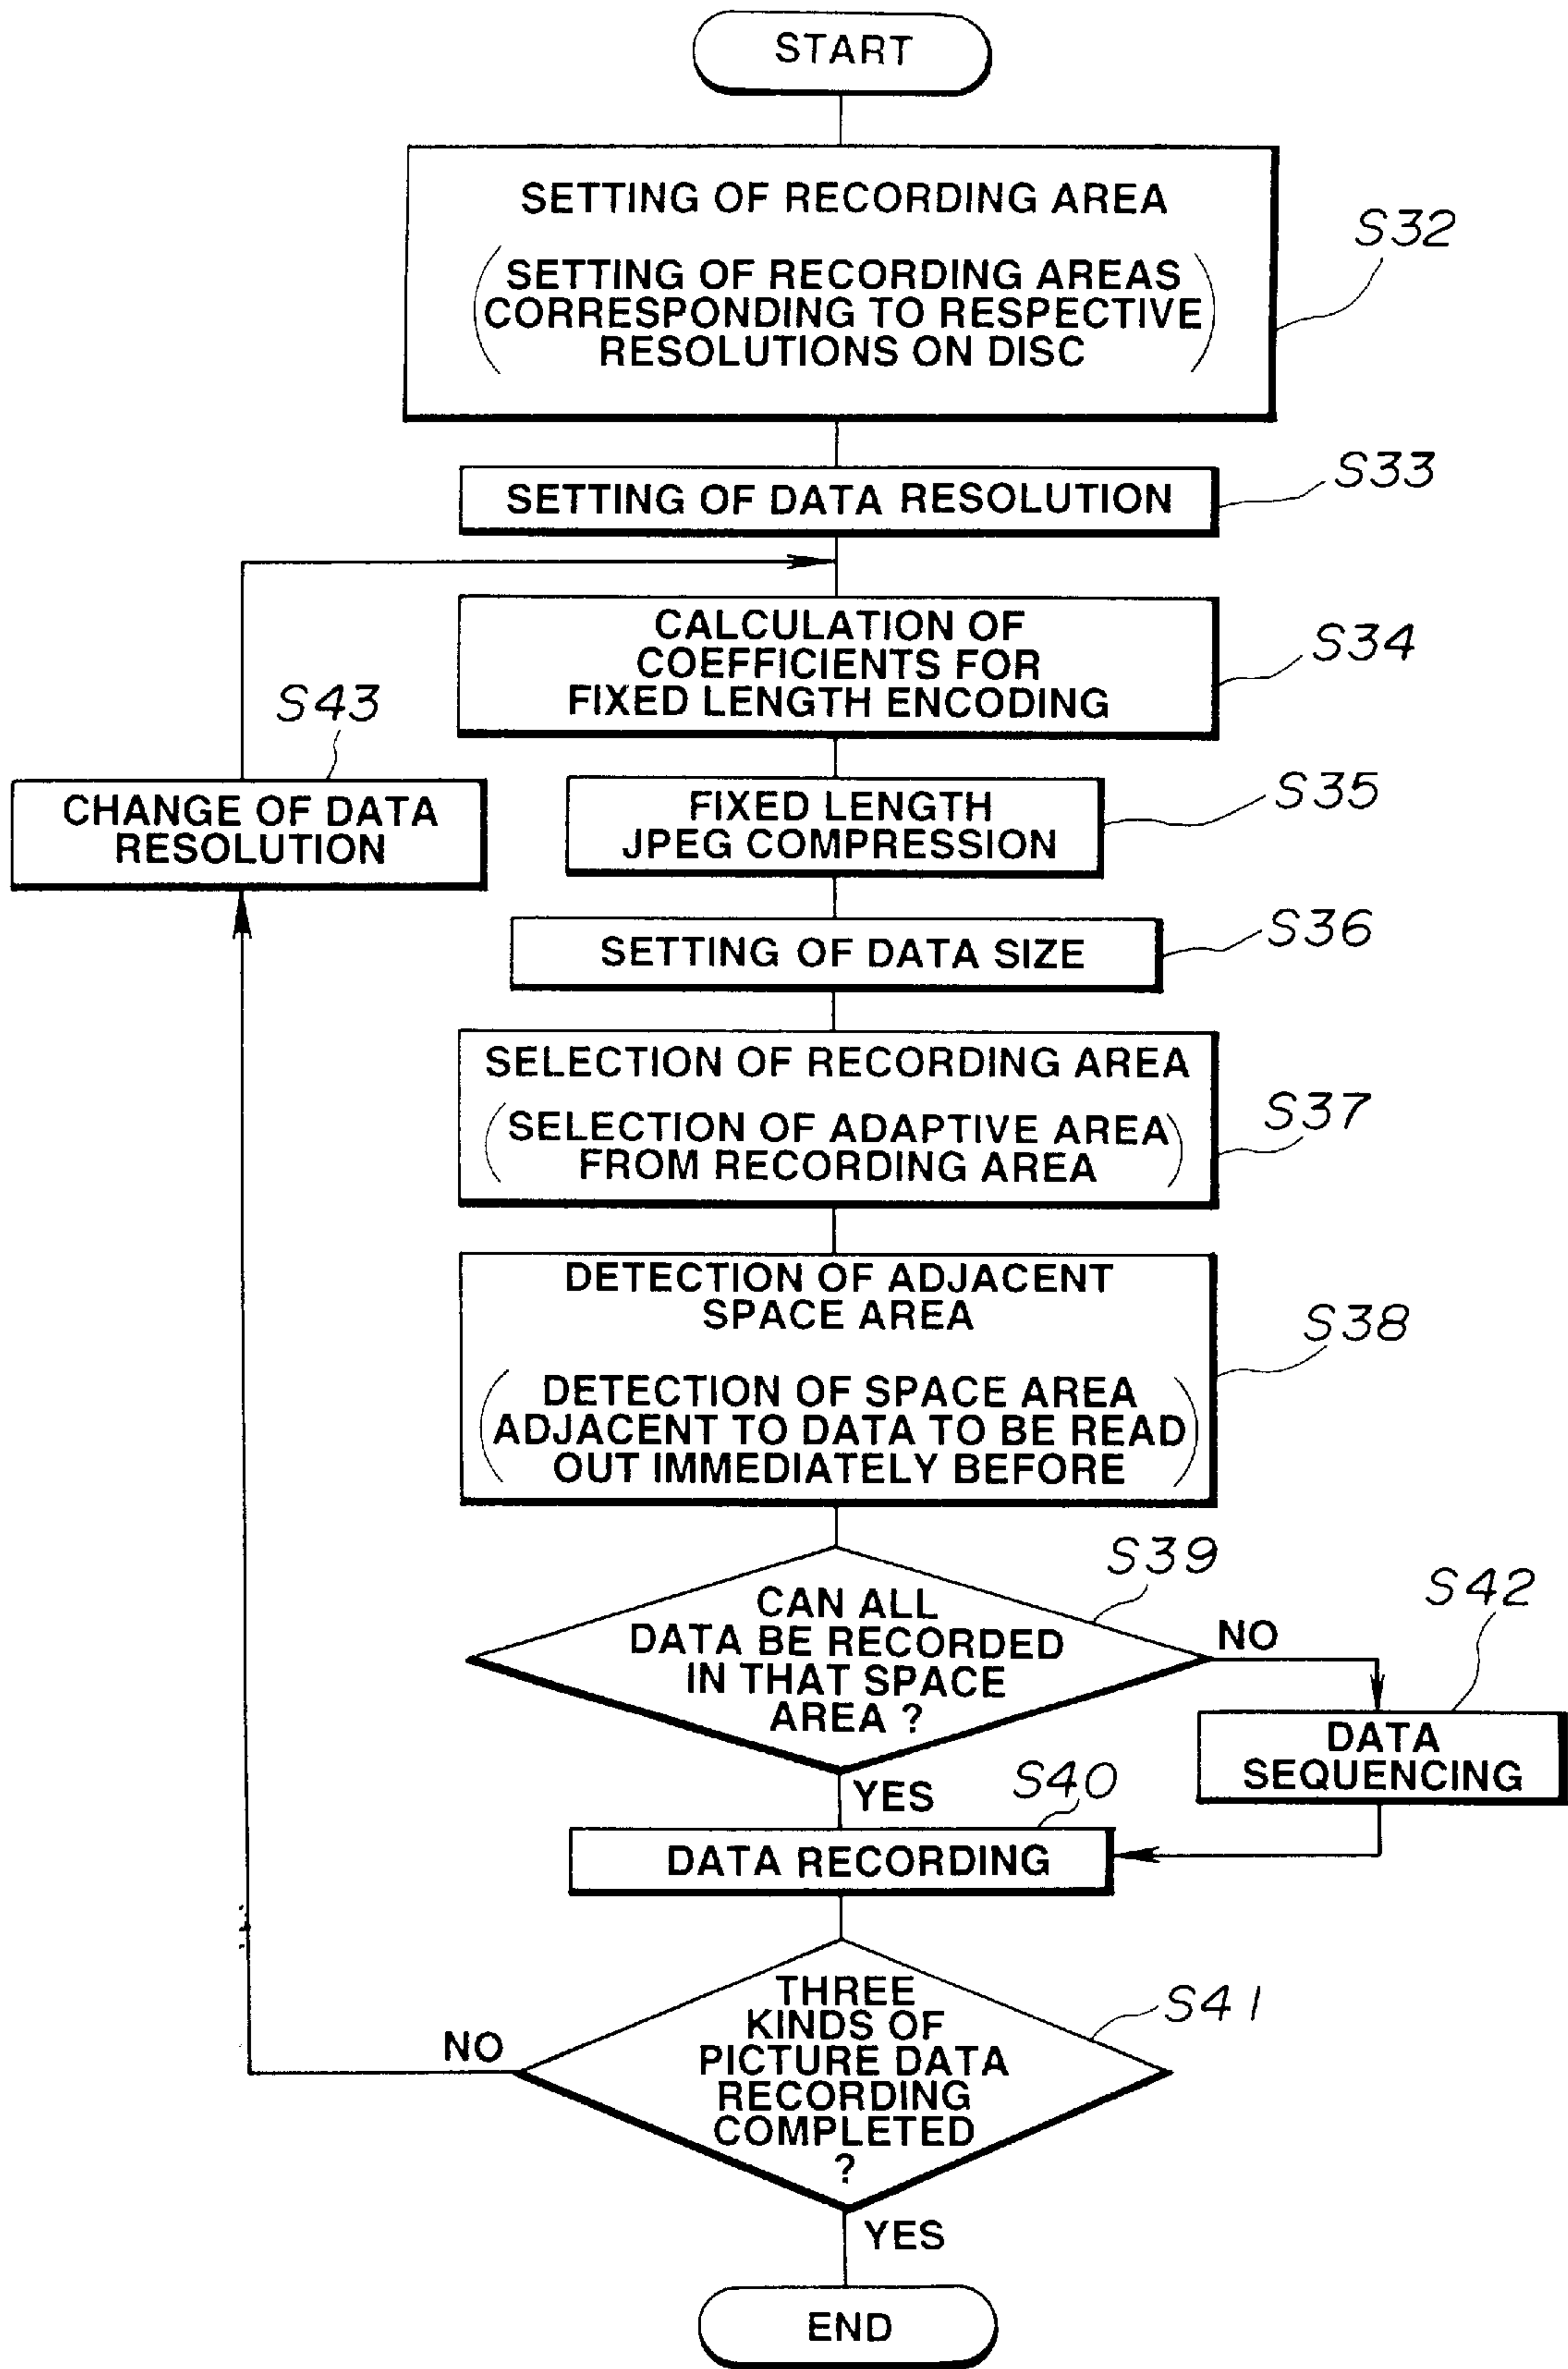 START
SETTING OF RECORDING AREA
(SETTING OF RECORDING AREAS
CORRESPONDING TO RESPECTIVE
RESOLUTIONS ON DISC)
S32
SETTING OF DATA RESOLUTION
S33
CALCULATION OF
COEFFICIENTS FOR
FIXED LENGTH ENCODING
S34
S43
CHANGE OF DATA
RESOLUTION
FIXED LENGTH
JPEG COMPRESSION
S35
SETTING OF DATA SIZE
S36
SELECTION OF RECORDING AREA
(SELECTION OF ADAPTIVE AREA
FROM RECORDING AREA)
S37
DETECTION OF ADJACENT
SPACE AREA
(DETECTION OF SPACE AREA
ADJACENT TO DATA TO BE READ
OUT IMMEDIATELY BEFORE)
S38
CAN ALL
DATA BE RECORDED
IN THAT SPACE
AREA ?
S39
NO
S42
DATA
SEQUENCING
YES
S40
DATA RECORDING
THREE
KINDS OF
PICTURE DATA
RECORDING
COMPLETED
?
S41
NO
YES
END